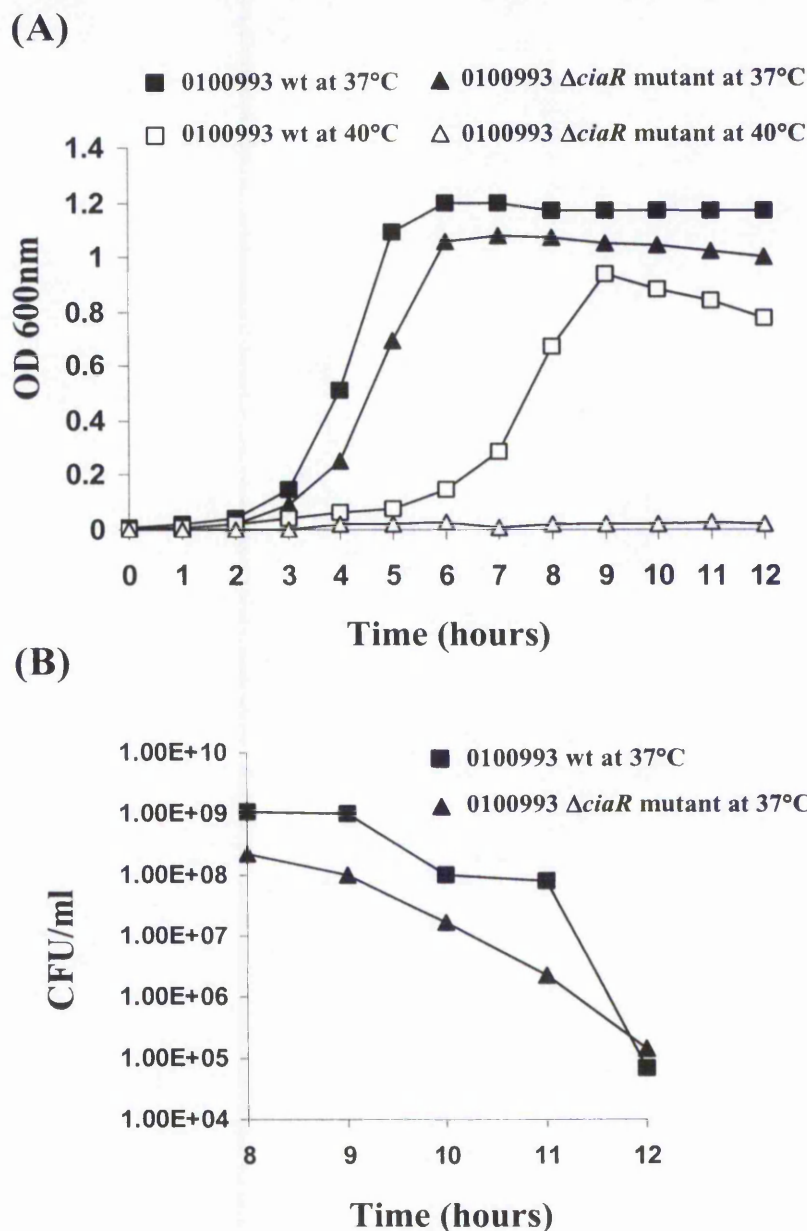 (A)
■ 0100993 wt at 37°C ▲ 0100993 ΔciaR mutant at 37°C
□ 0100993 wt at 40°C △ 0100993 ΔciaR mutant at 40°C
1.4
1.2
1
0.8
0.6
0.4
0.2
0
OD 600nm
0 1 2 3 4 5 6 7 8 9 10 11 12
Time (hours)
(B)
■ 0100993 wt at 37°C
▲ 0100993 ΔciaR mutant at 37°C
1.00E+10
1.00E+09
1.00E+08
1.00E+07
1.00E+06
1.00E+05
1.00E+04
CFU/ml
8 9 10 11 12
Time (hours)